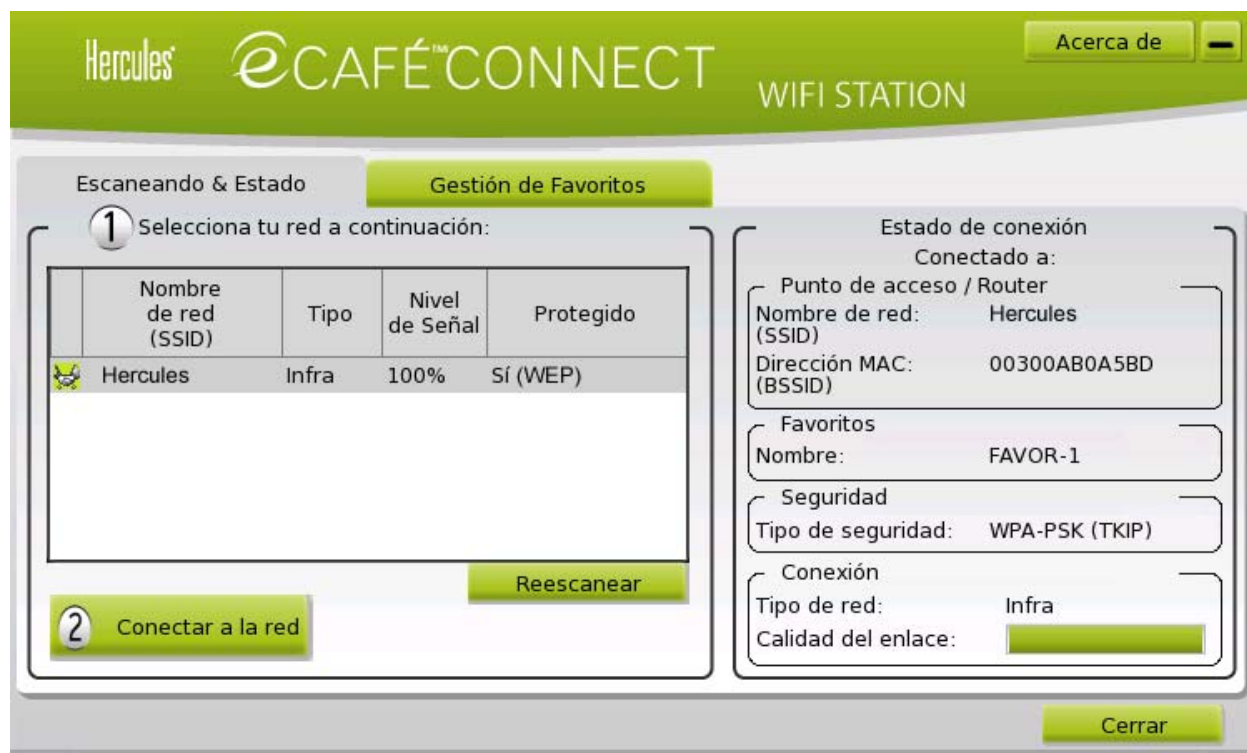 Hercules eCAFÉ™CONNECT WIFI STATION
Acerca de
Escaneando & Estado
Gestión de Favoritos
1 Selecciona tu red a continuación:
Nombre de red (SSID) Tipo Nivel de Señal Protegido
Hercules Infra 100% Sí (WEP)
Reescanear
2 Conectar a la red
Estado de conexión
Conectado a:
Punto de acceso / Router
Nombre de red: (SSID) Hercules
Dirección MAC: (BSSID) 00300AB0A5BD
Favoritos
Nombre: FAVOR-1
Seguridad
Tipo de seguridad: WPA-PSK (TKIP)
Conexión
Tipo de red: Infra
Calidad del enlace:
Cerrar